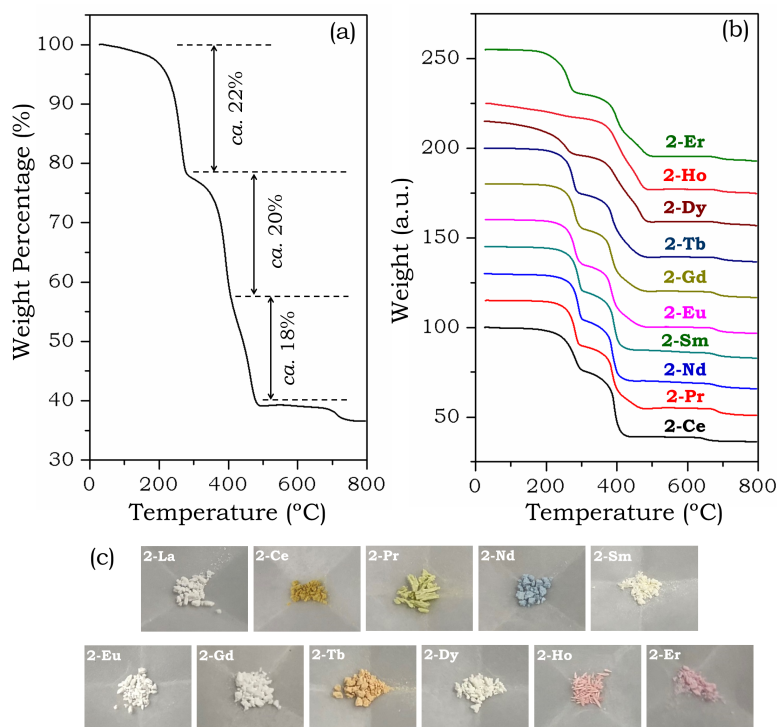 (a)
100
90
80
70
60
50
40
30
0
200
400
600
800
Weight Percentage (%)
Temperature (ºC)
ca. 22%
ca. 20%
ca. 18%
(b)
250
200
150
100
50
0
200
400
600
800
Weight (a.u.)
Temperature (ºC)
2-Er
2-Ho
2-Dy
2-Tb
2-Gd
2-Eu
2-Sm
2-Nd
2-Pr
2-Ce
(c)
2-La
2-Ce
2-Pr
2-Nd
2-Sm
2-Eu
2-Gd
2-Tb
2-Dy
2-Ho
2-Er